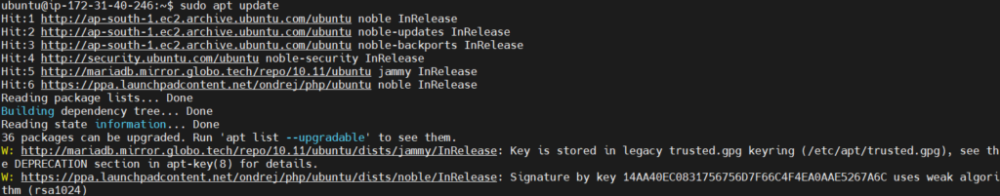 ubuntu@ip-172-31-40-246:~$ sudo apt update
Hit:1 http://ap-south-1.ec2.archive.ubuntu.com/ubuntu noble InRelease
Hit:2 http://ap-south-1.ec2.archive.ubuntu.com/ubuntu noble-updates InRelease
Hit:3 http://ap-south-1.ec2.archive.ubuntu.com/ubuntu noble-backports InRelease
Hit:4 http://security.ubuntu.com/ubuntu noble-security InRelease
Hit:5 http://mariadb.mirror.globo.tech/repo/10.11/ubuntu jammy InRelease
Hit:6 https://ppa.launchpadcontent.net/ondrej/php/ubuntu noble InRelease
Reading package lists... Done
Building dependency tree... Done
Reading state information... Done
36 packages can be upgraded. Run 'apt list --upgradable' to see them.
W: http://mariadb.mirror.globo.tech/repo/10.11/ubuntu/dists/jammy/InRelease: Key is stored in legacy trusted.gpg keyring (/etc/apt/trusted.gpg), see th
e DEPRECATION section in apt-key(8) for details.
W: https://ppa.launchpadcontent.net/ondrej/php/ubuntu/dists/noble/InRelease: Signature by key 14AA40EC0831756756D7F66C4F4EA0AAE5267A6C uses weak algori
thm (rsa1024)